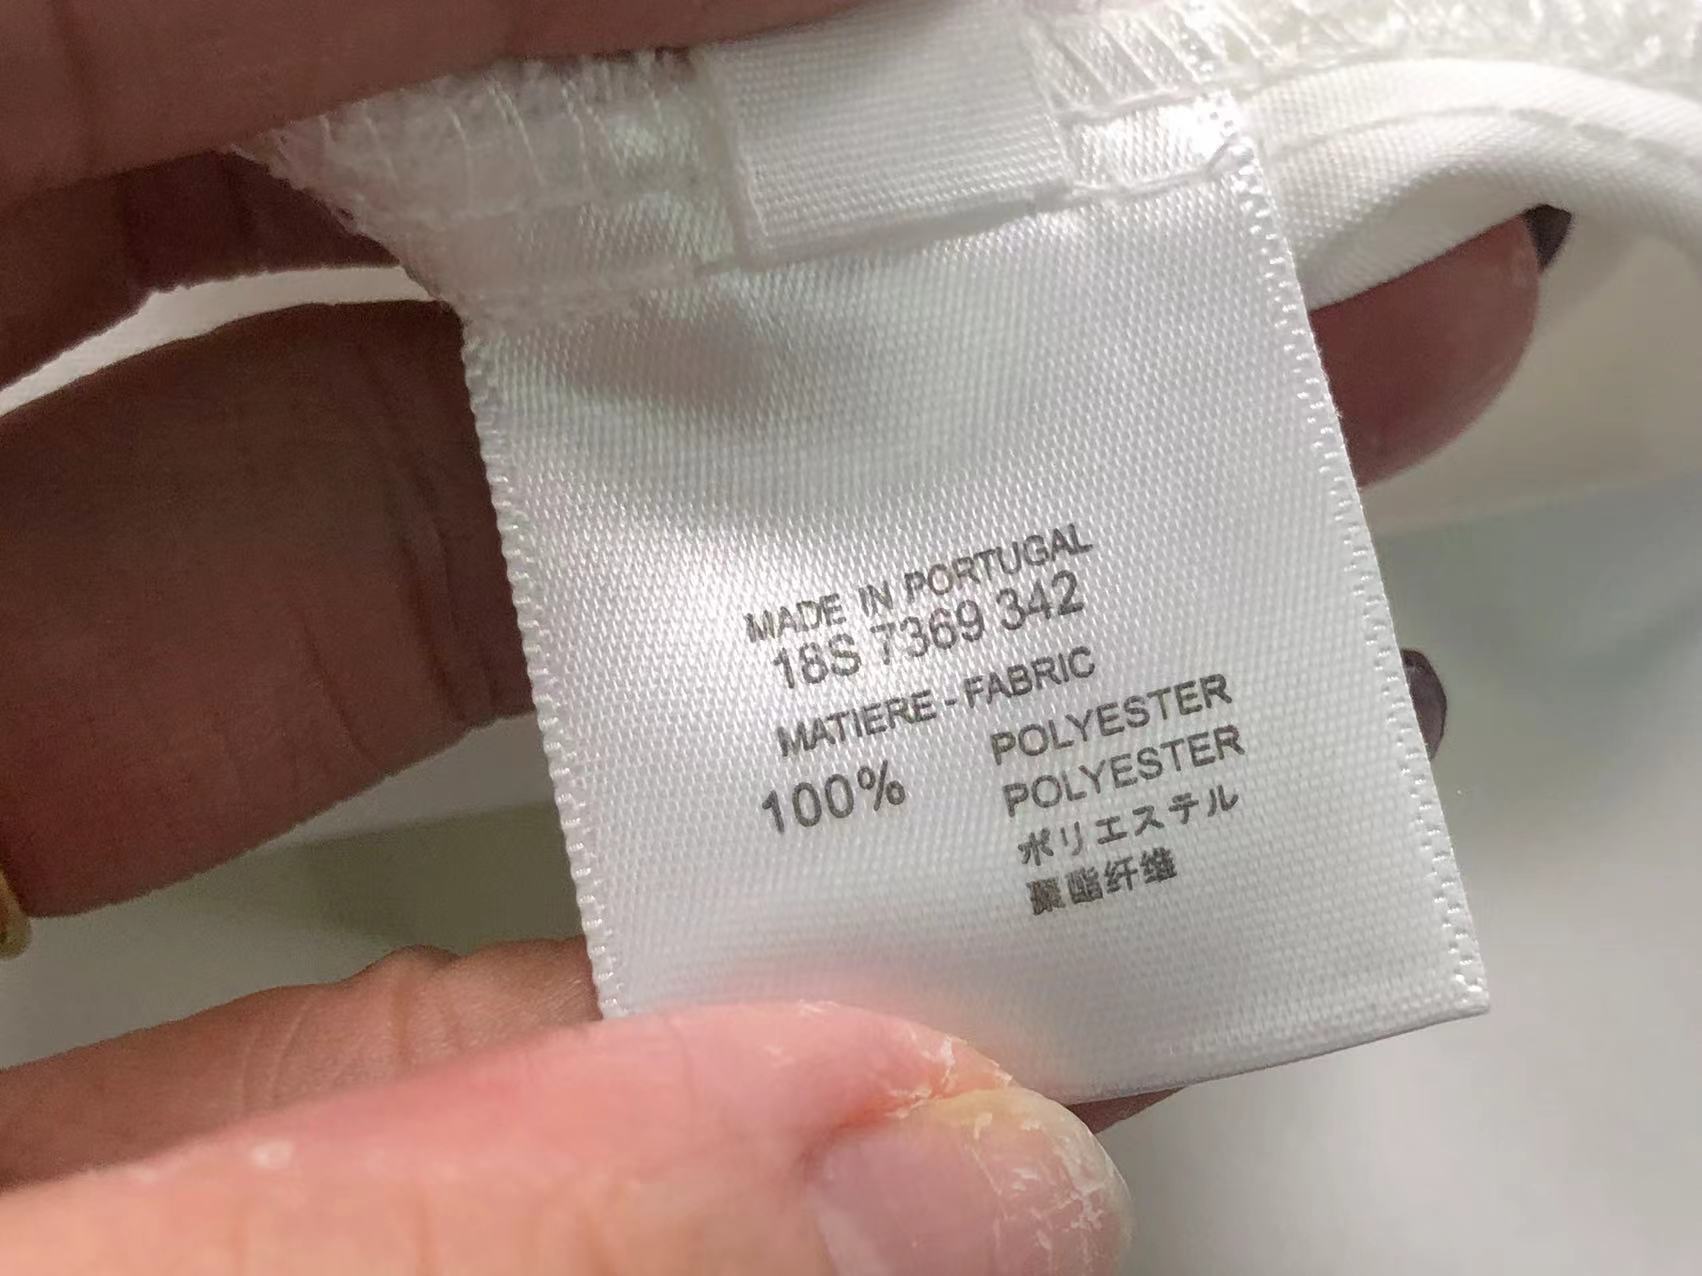 MADE IN PORTUGAL
18S 7369 342
MATIERE - FABRIC
100% POLYESTER
POLYESTER
ポリエステル
聚酯纤维